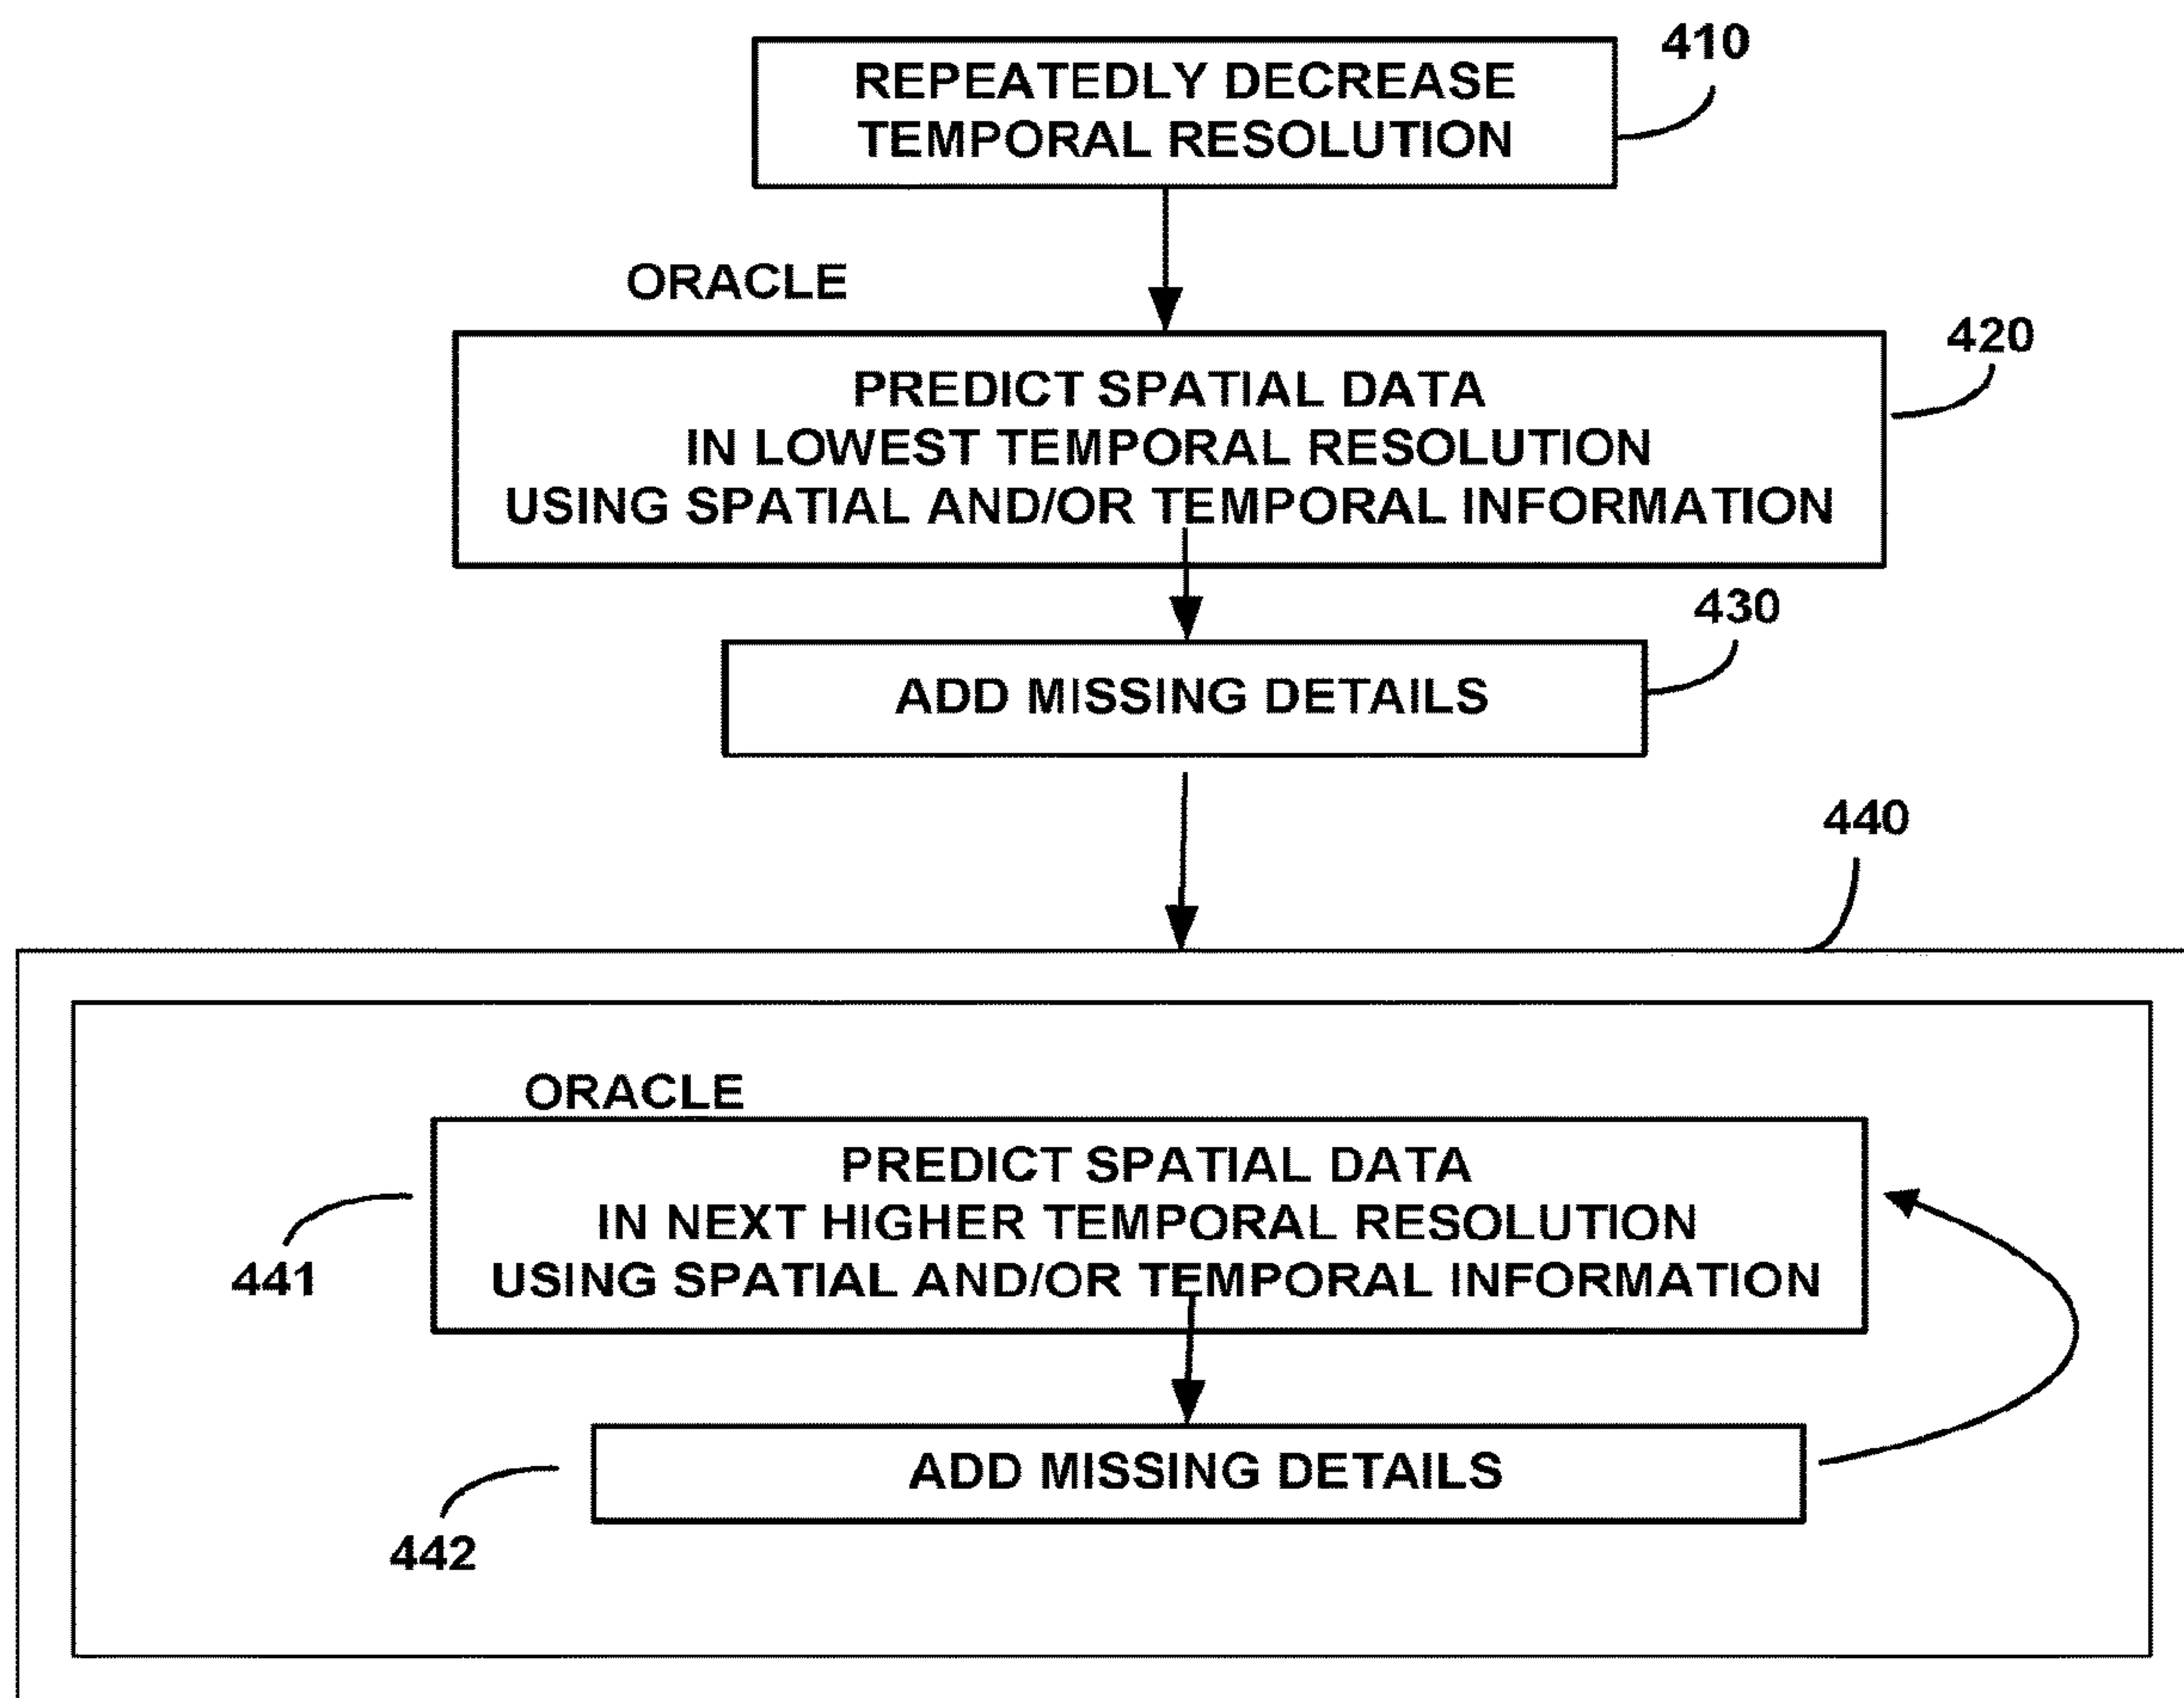 410
REPEATEDLY DECREASE
TEMPORAL RESOLUTION
ORACLE
420
PREDICT SPATIAL DATA
IN LOWEST TEMPORAL RESOLUTION
USING SPATIAL AND/OR TEMPORAL INFORMATION
430
ADD MISSING DETAILS
440
ORACLE
PREDICT SPATIAL DATA
IN NEXT HIGHER TEMPORAL RESOLUTION
USING SPATIAL AND/OR TEMPORAL INFORMATION
441
ADD MISSING DETAILS
442